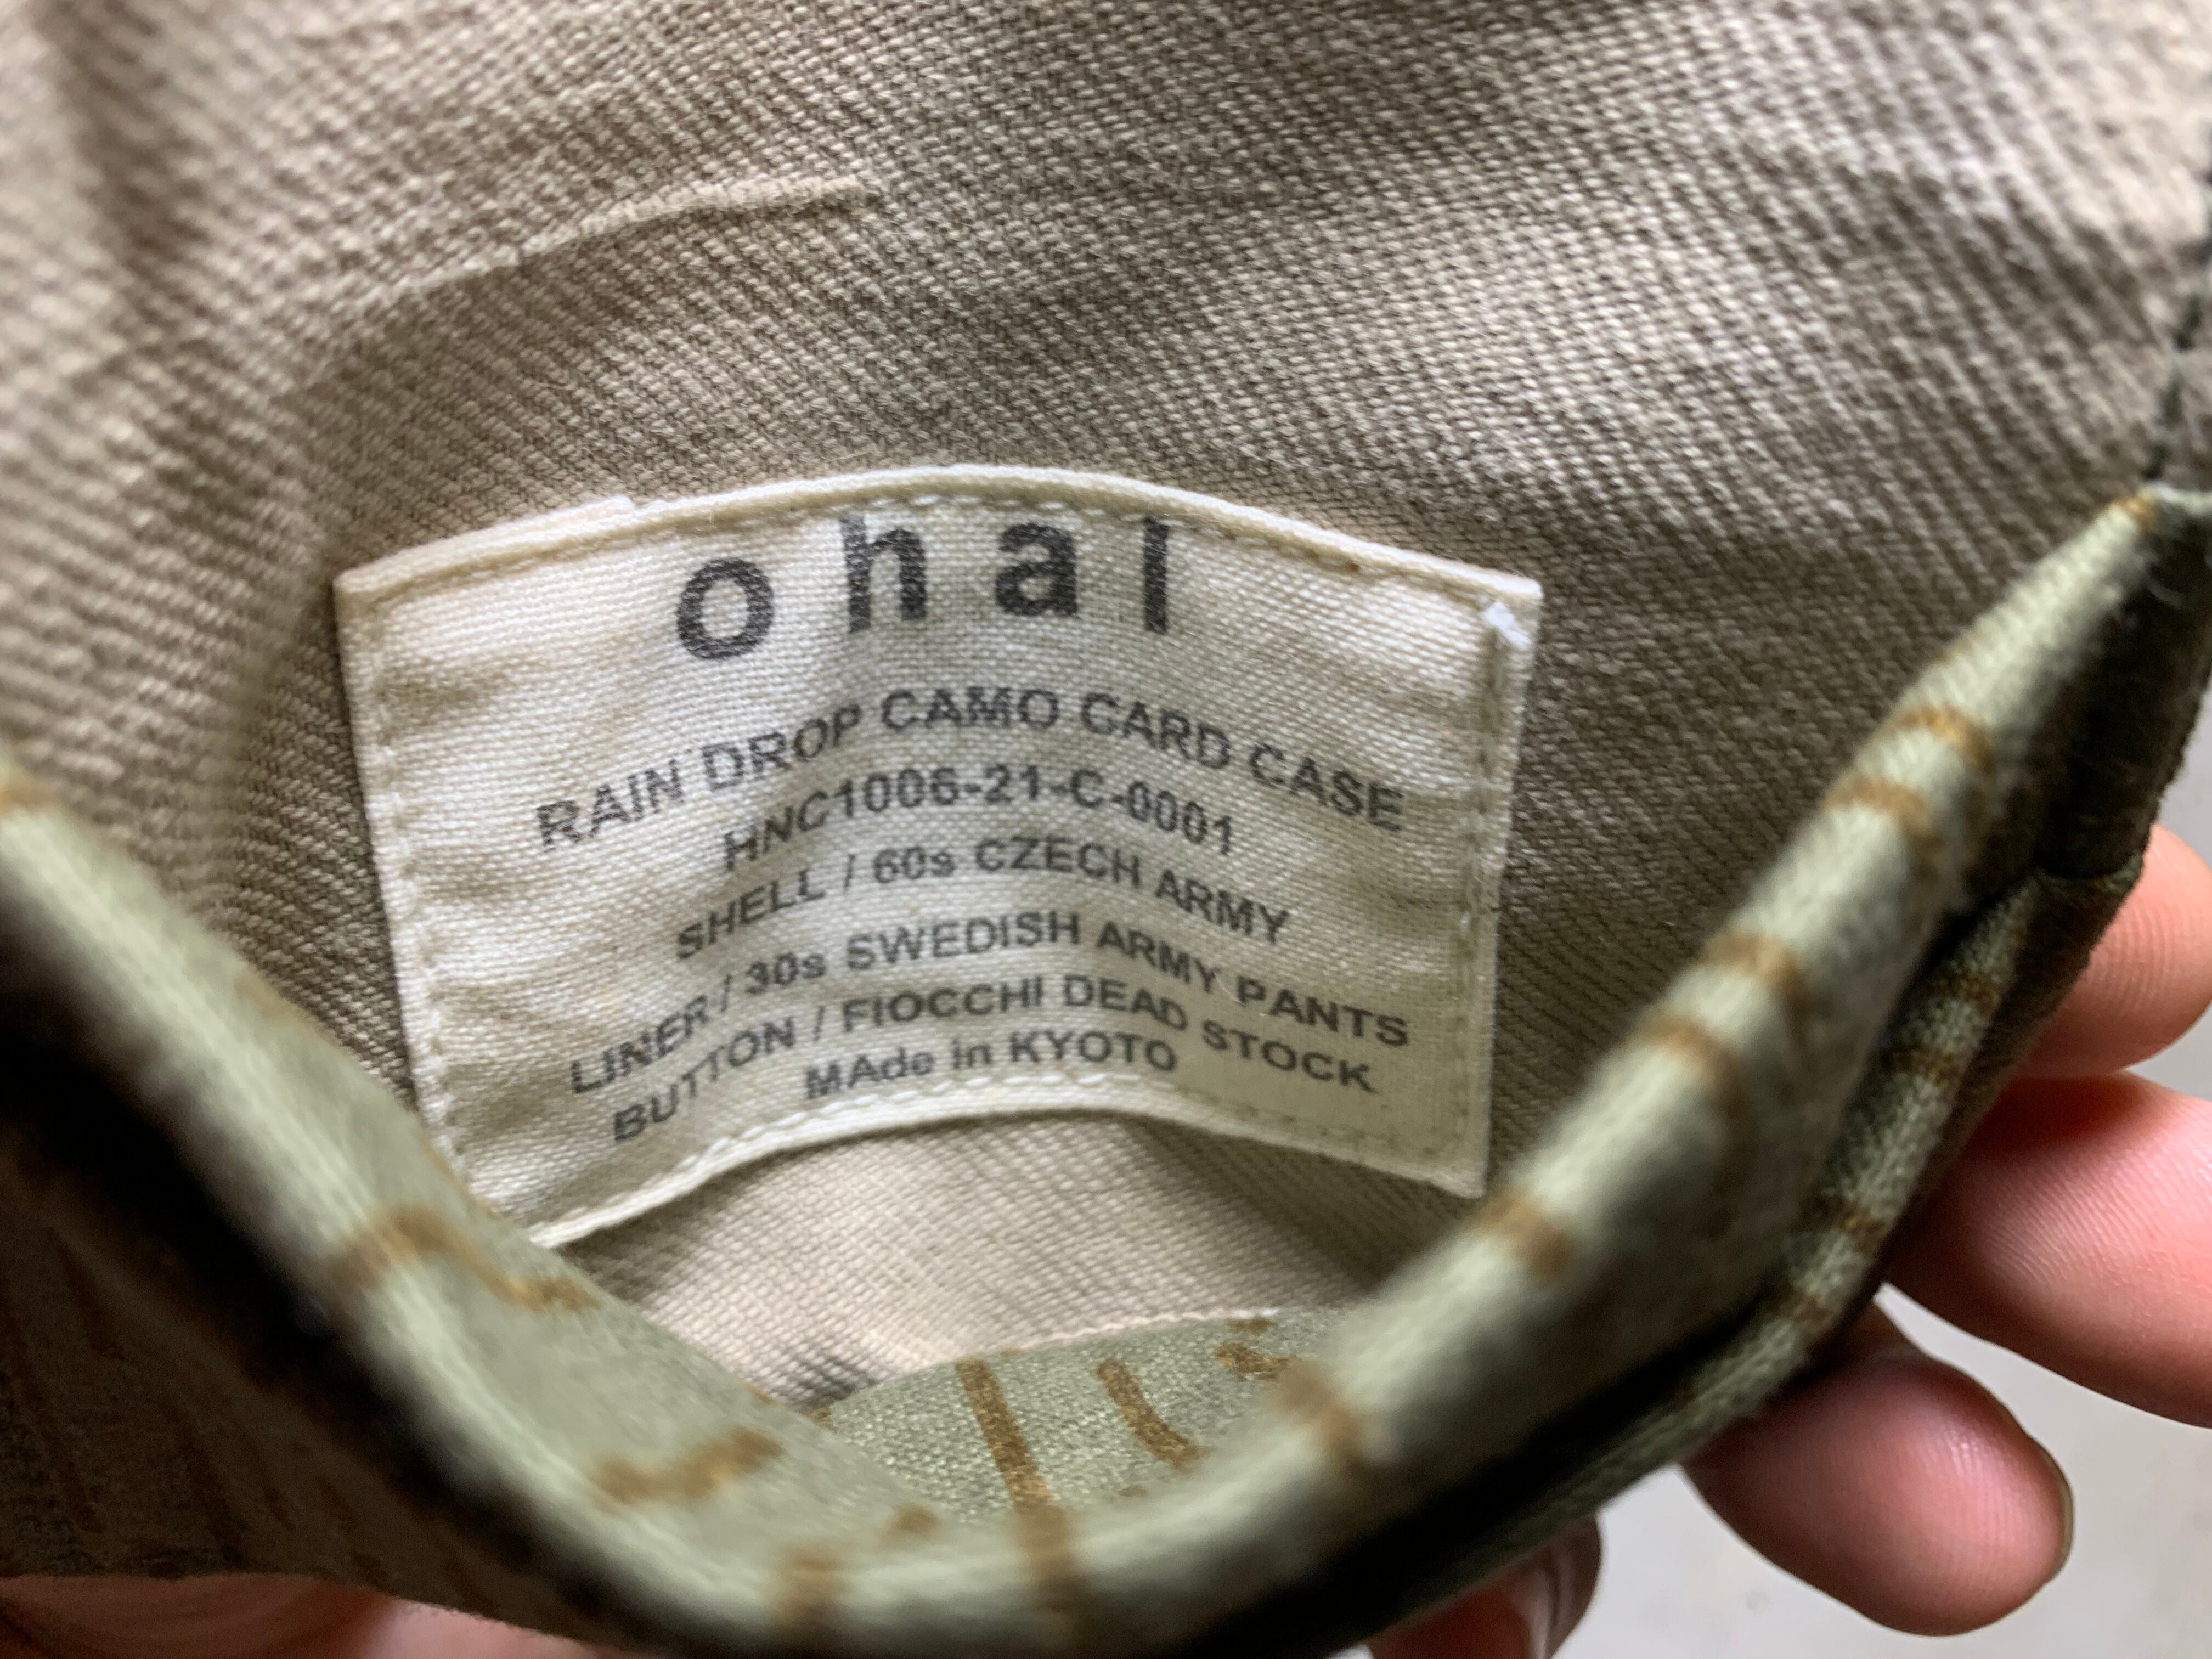 ohal
RAIN DROP CAMO CARD CASE
HNC1006-21-C-0001
SHELL / 60s CZECH ARMY
LINER / 30s SWEDISH ARMY PANTS
BUTTON / FIOCCHI DEAD STOCK
MAde in KYOTO